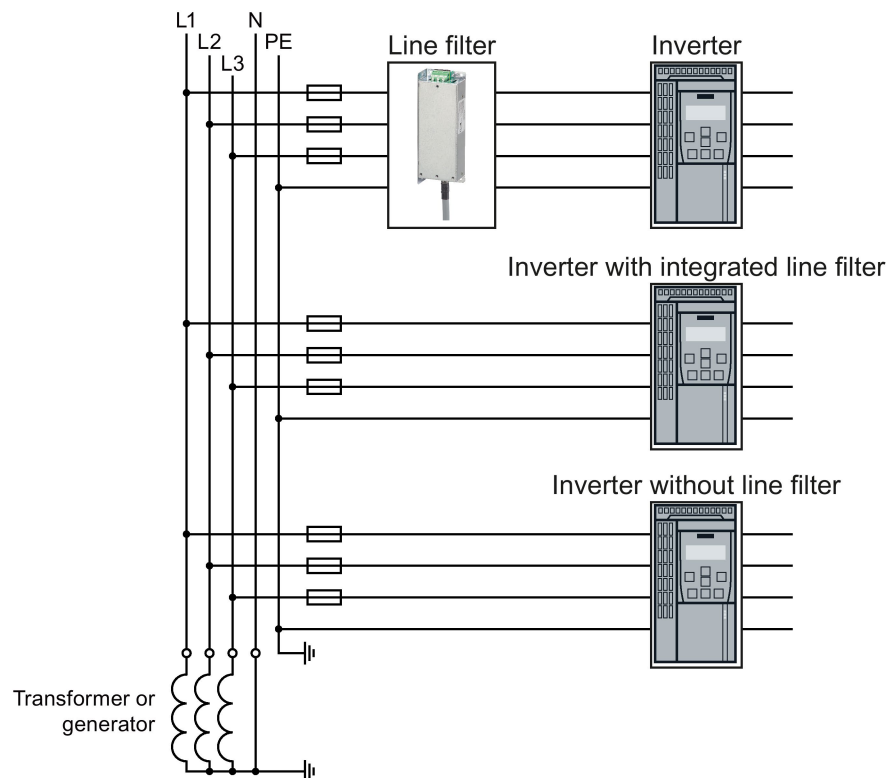 L1
L2
L3
N
PE
Line filter
Inverter
Inverter with integrated line filter
Inverter without line filter
Transformer or
generator